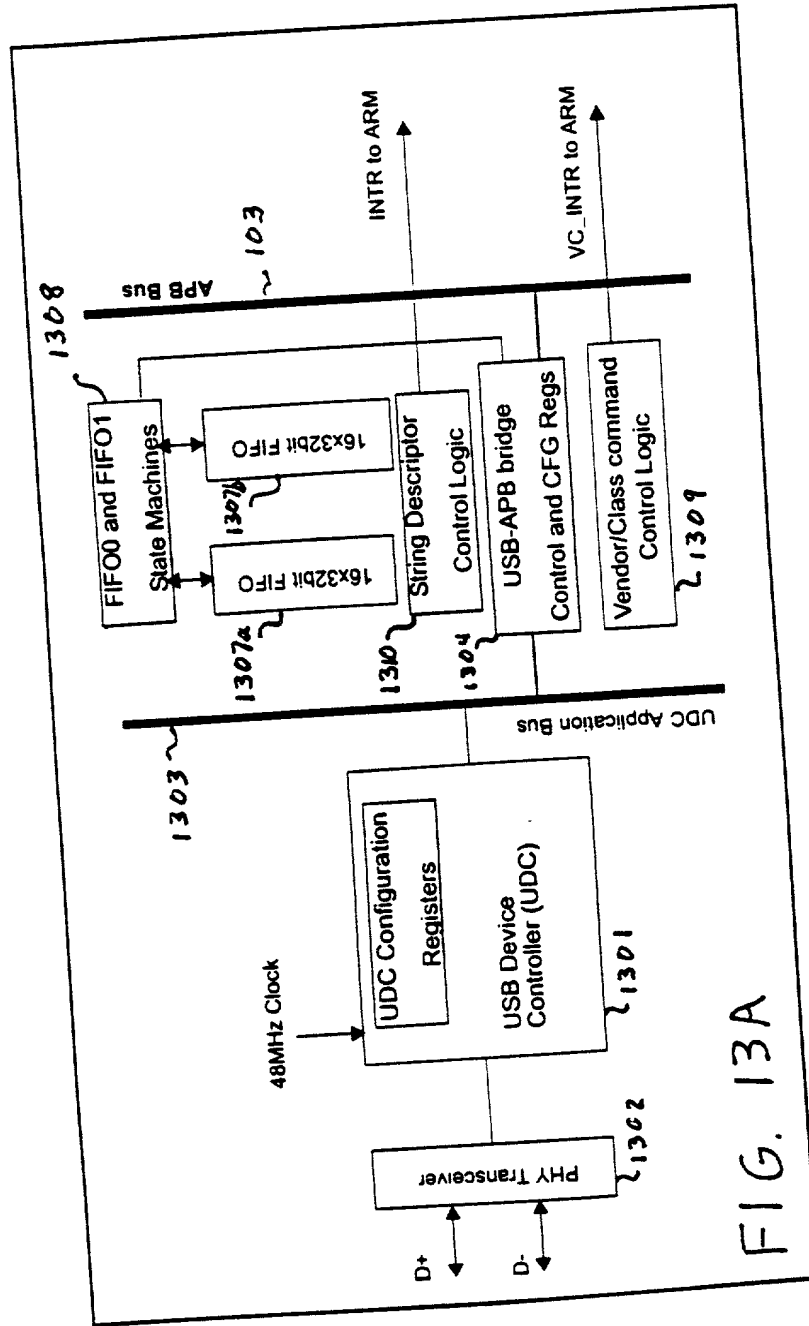 1308
FIFO0 and FIFO1
State Machines
APB Bus
103
INTR to ARM
16x32bit FIFO
1307b
16x32bit FIFO
1307a
String Descriptor
Control Logic
1310
USB-APB bridge
Control and CFG Regs
1304
VC_INTR to ARM
Vendor/Class command
Control Logic
1309
1303
UDC Application Bus
48MHz Clock
UDC Configuration
Registers
USB Device
Controller (UDC)
1301
PHY Transceiver
1302
D+
D-
FIG. 13A